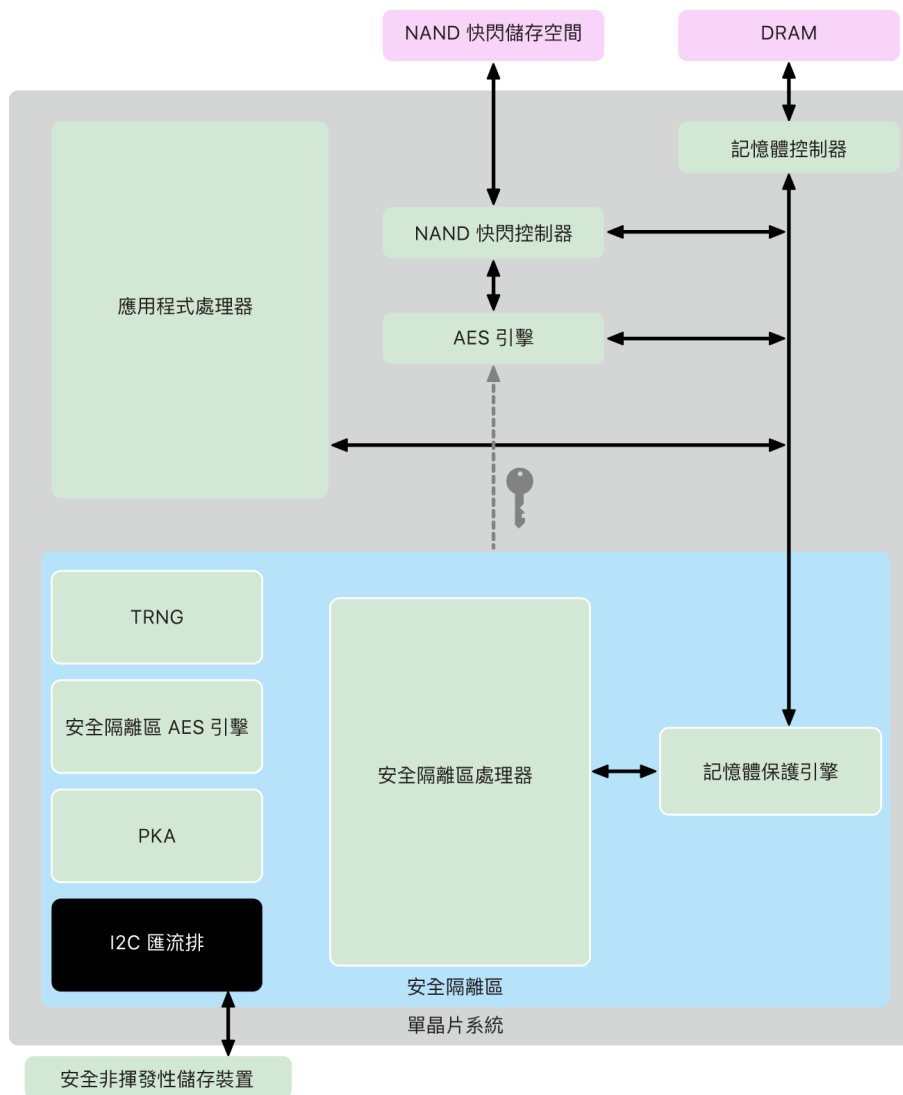 NAND 快閃儲存空間
DRAM
記憶體控制器
NAND 快閃控制器
應用程式處理器
AES 引擊
TRNG
安全隔離區 AES 引擊
安全隔離區處理器
記憶體保護引擎
PKA
I2C 匯流排
安全隔離區
單晶片系統
安全非揮發性儲存裝置